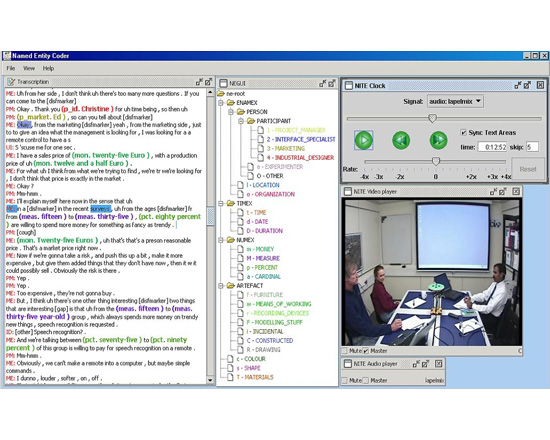 Named Entity Coder
File View Help
Transcription
ME: Uh from her side , I don't think uh there's too many more questions . If you
can come to the [disfmarker]
PM: Okay . Thank you (p_id. Christine ) for uh time being , so then uh
PM: (p_market. Ed ) , so can you tell about [disfmarker]
ME: Okay , from the marketing [disfmarker] yeah . From the marketing side , just
to to give an idea what the management is looking for , I was looking for a a
remote control is to have a s
UI: S 'scuse me for one sec .
ME: I have a sales price of (mon. twenty-five Euro ) , with a production
price of uh (mon. twelve and a half Euro ) .
ME: For what uh I think from what we're trying to find , we're to we're looking for
, I don't think that price is exactly in the market .
ME: Okay ?
PM: Mm-hmm .
ME: I'll explain myself here now in the sense that uh
ME: In a [disfmarker] our surveys , uh from the ages [disfmarker]
from (meas. fifteen ) to (meas. thirty-five ) , (pct. eighty percent
) are willing to spend more money for something as fancy as trendy .
PM: [cough]
ME: (mon. Twenty-five Euros ) , uh that's that's a person reasonable
price . That's a market price right now .
ME: Now if we're gonna take a risk , and push this up a bit , make it more
expensive , but give them added things that they don't have now , then it w it
could possibly sell . Obviously the risk is there .
PM: Yep .
PM: Yep .
ME: Too expensive , they're not gonna buy .
ME: But , I think uh there's one other thing interesting [disfmarker] two things
that are interesting [gap] is that uh from the (meas. fifteen ) to (meas.
thirty-five year-old ) group , which always spends more money on trendy
new things , speech recognition is requested .
ID: [other] Speech recognition? .
ME: And we're talking between (pct. seventy-five ) to (pct. ninety
percent ) of this group is willing to pay for speech recognition on a remote .
PM: Mm-hmm .
ME: Obviously , we can't make a remote into a computer , but maybe simple
commands .
ME: I dunno , louder , softer , on , off .
NEGUI
ne-root
ENAMEX
PERSON
PARTICIPANT
1 - PROJECT_MANAGER
2 - INTERFACE_SPECIALIST
3 - MARKETING
4 - INDUSTRIAL_DESIGNER
e - EXPERIMENTER
O - OTHER
l - LOCATION
o - ORGANIZATION
TIMEX
t - TIME
d - DATE
D - DURATION
NUMEX
m - MONEY
M - MEASURE
p - PERCENT
a - CARDINAL
ARTEFACT
f - FURNITURE
w - MEANS_OF_WORKING
r - RECORDING_DEVICES
F - MODELLING_STUFF
i - INCIDENTAL
C - CONSTRUCTED
R - DRAWING
c - COLOUR
s - SHAPE
T - MATERIALS
NITE Clock
Signal: audio: lapelmix
Sync Text Areas
time: 0:12:52 skip: 5
Rate:
-4x -3x -2x 0 +2x +3x +4x
Reset
NITE Video player
Mute Master
NITE Audio player
Mute Master lapelmix